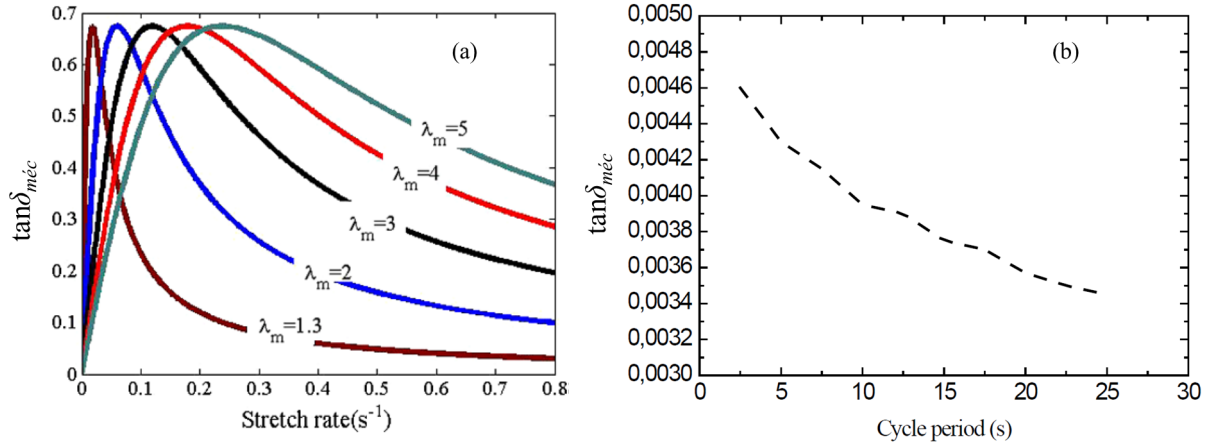 0.7
0.6
0.5
0.4
0.3
0.2
0.1
0
tanδméc
(a)
λm=5
λm=4
λm=3
λm=2
λm=1.3
0 0.1 0.2 0.3 0.4 0.5 0.6 0.7 0.8
Stretch rate(s-1)
0,0050
0,0048
0,0046
0,0044
0,0042
0,0040
0,0038
0,0036
0,0034
0,0032
0,0030
tanδméc
(b)
0 5 10 15 20 25 30
Cycle period (s)